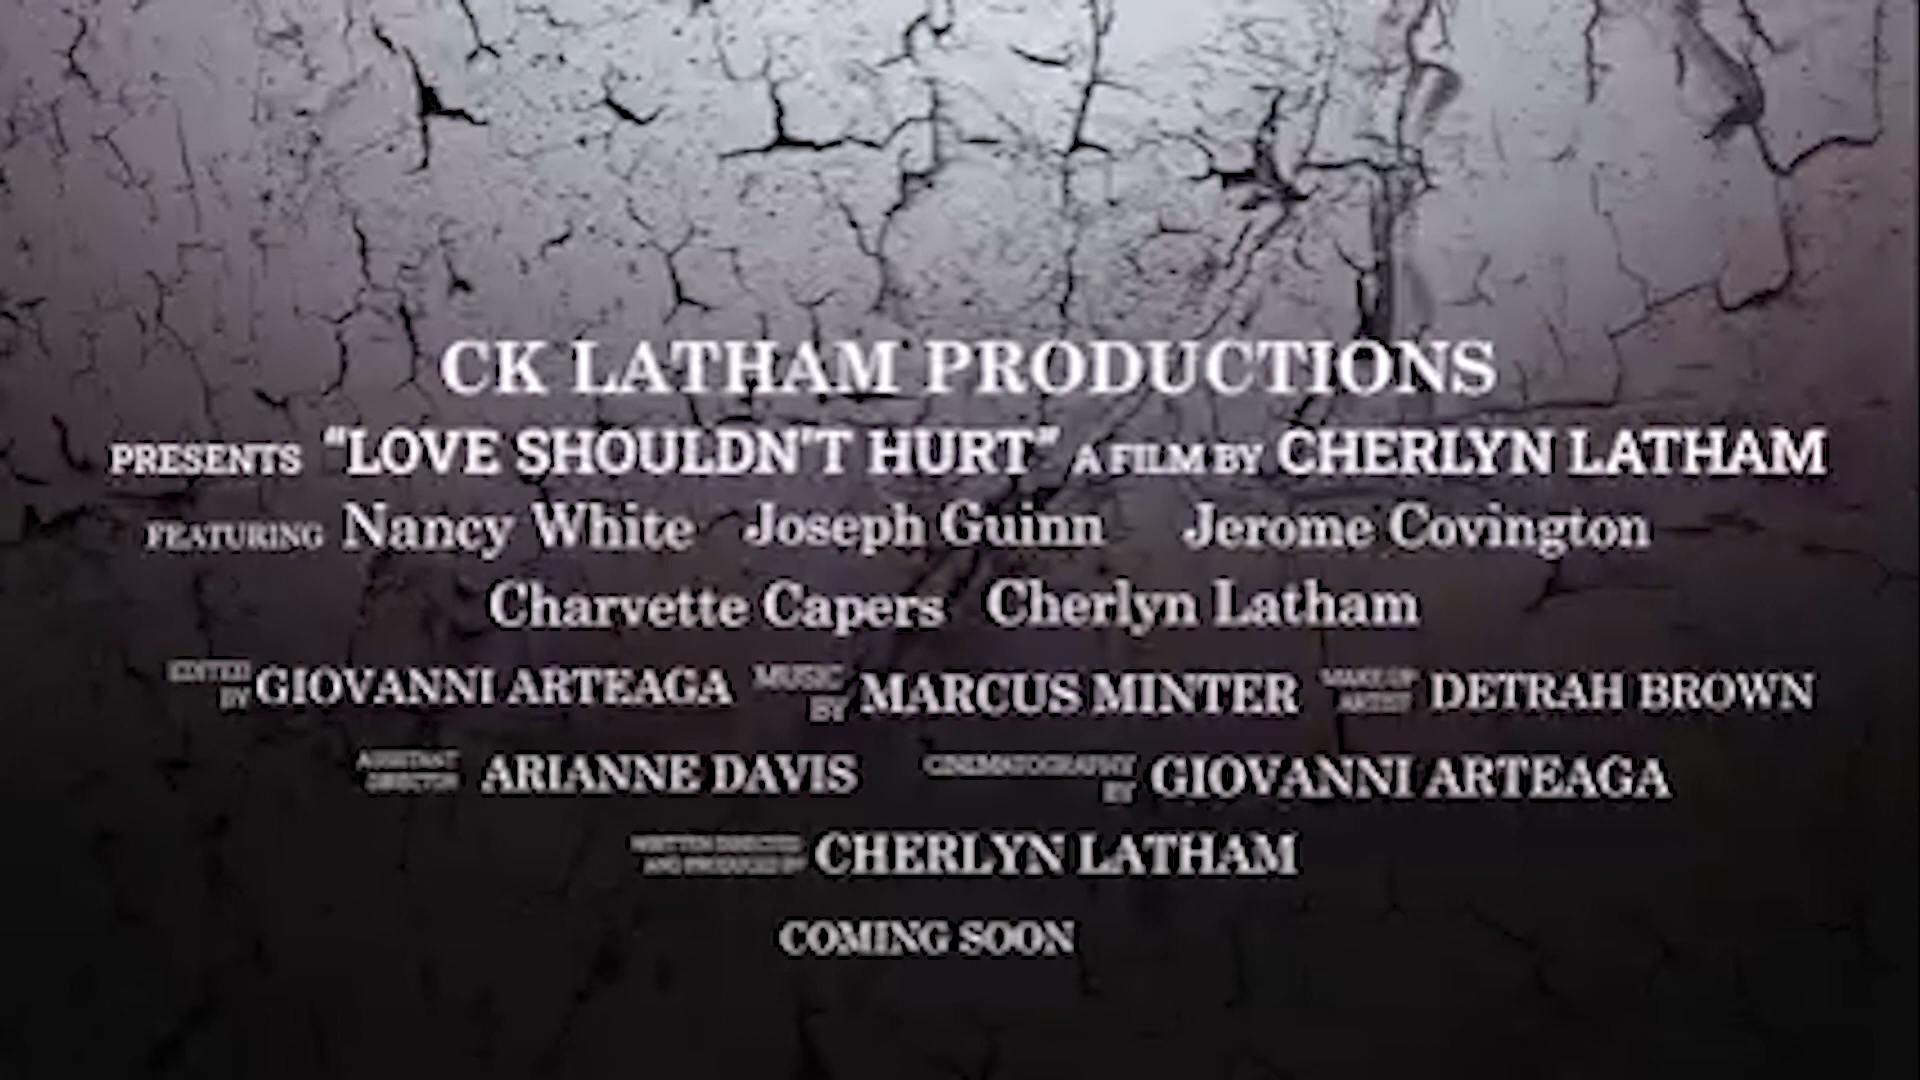 CK LATHAM PRODUCTIONS
PRESENTS "LOVE SHOULDN'T HURT" A FILM BY CHERLYN LATHAM
FEATURING Nancy White Joseph Guinn Jerome Covington
Charvette Capers Cherlyn Latham
EDITED BY GIOVANNI ARTEAGA MUSIC BY MARCUS MINTER MAKE UP ARTIST DETRAH BROWN
ASSISTANT DIRECTOR ARIANNE DAVIS CINEMATOGRAPHY BY GIOVANNI ARTEAGA
WRITTEN DIRECTED AND PRODUCED BY CHERLYN LATHAM
COMING SOON